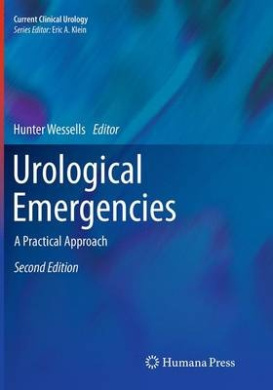 Current Clinical Urology
Series Editor: Eric A. Klein
Hunter Wessells Editor
Urological
Emergencies
A Practical Approach
Second Edition
Humana Press